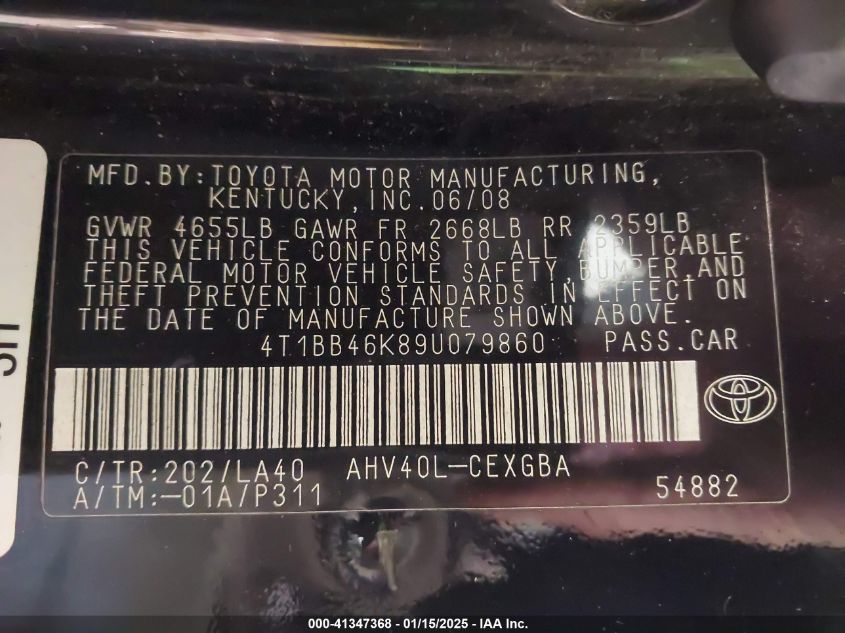 MFD.BY:TOYOTA MOTOR MANUFACTURING,
KENTUCKY,INC.06/08
GVWR 4655LB GAWR FR 2668LB RR 2359LB
THIS VEHICLE CONFORMS TO ALL APPLICABLE
FEDERAL MOTOR VEHICLE SAFETY,BUMPER,AND
THEFT PREVENTION STANDARDS IN EFFECT ON
THE DATE OF MANUFACTURE SHOWN ABOVE.
4T1BB46K89U079860 PASS.CAR
C/TR:202/LA40 AHV40L-CEXGBA
A/TM:-01A/P311 54882
000-41347368 - 01/15/2025 - IAA Inc.